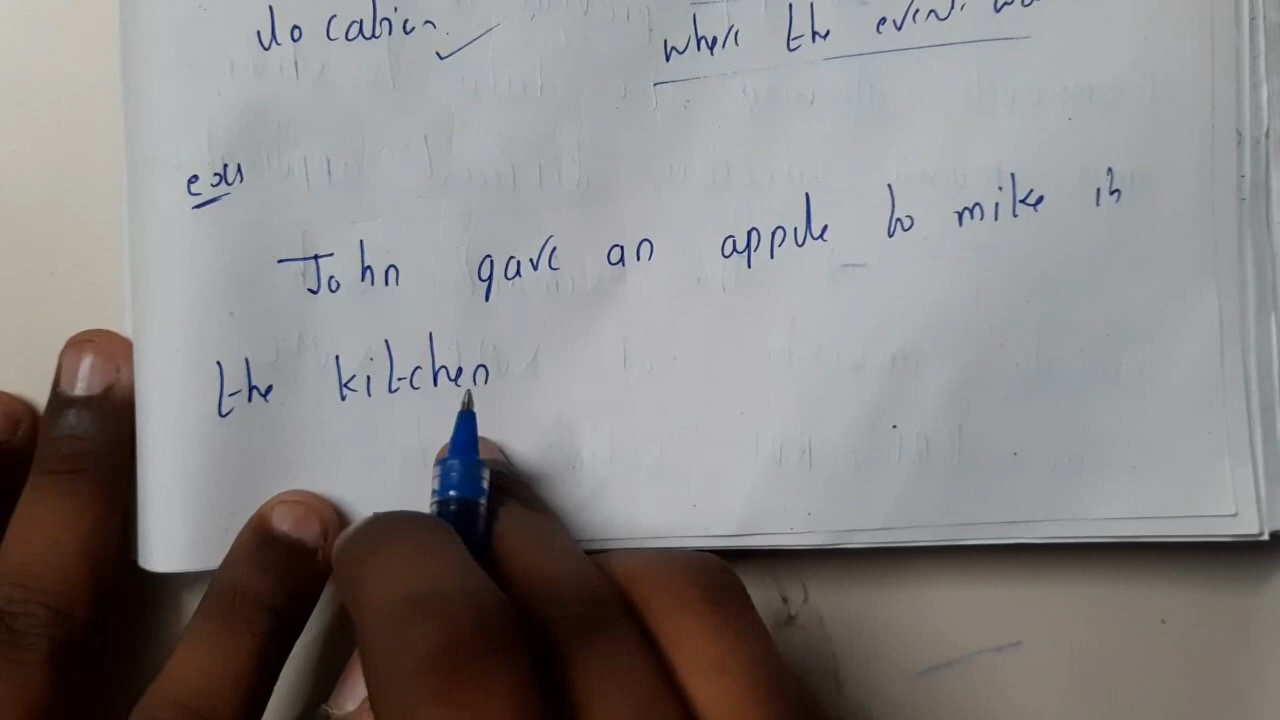 Location where the event
ex:
John gave an apple to mike in
the kitchen